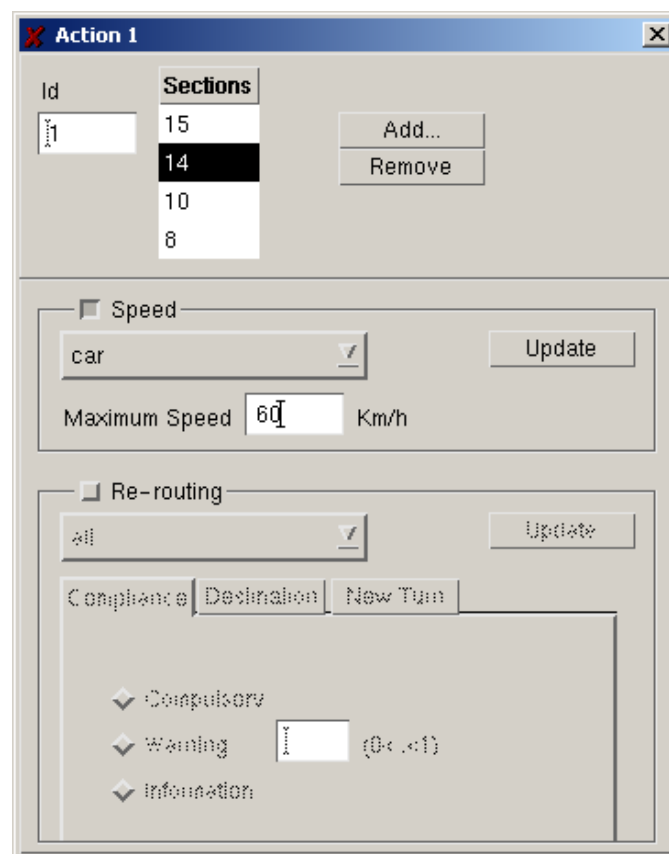 Action 1
Id
Sections
1
15
Add...
14
Remove
10
8
Speed
car
Update
Maximum Speed 60 Km/h
Re-routing
all
Update
Compliance Destination New Turn
Compulsory
Warning (0< .<1)
Information